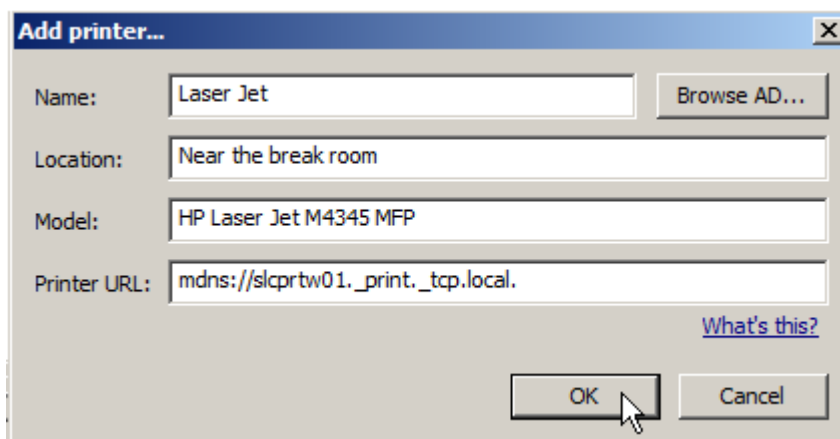 Add printer...
Name: Laser Jet Browse AD...
Location: Near the break room
Model: HP Laser Jet M4345 MFP
Printer URL: mdns://slcprtw01._print._tcp.local.
What's this?
OK Cancel